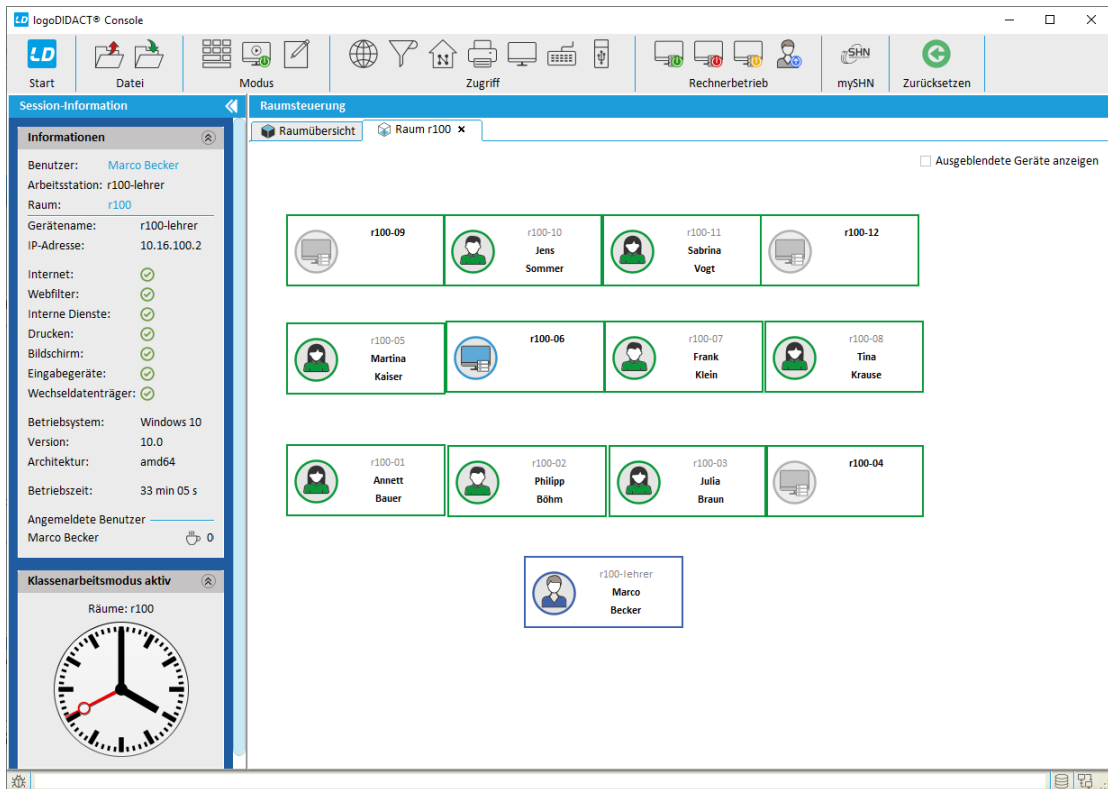 LD logoDIDACT® Console
LD
N
SHN
Start
Datei
Modus
Zugriff
Rechnerbetrieb
mySHN
Zurücksetzen
Session-Information
Raumsteuerung
Informationen
Raumübersicht
Raum r100
Ausgeblendete Geräte anzeigen
Benutzer: Marco Becker
Arbeitsstation: r100-lehrer
Raum: r100
Gerätename: r100-lehrer
IP-Adresse: 10.16.100.2
Internet:
Webfilter:
Interne Dienste:
Drucken:
Bildschirm:
Eingabegeräte:
Wechseldatenträger:
Betriebsystem: Windows 10
Version: 10.0
Architektur: amd64
Betriebszeit: 33 min 05 s
Angemeldete Benutzer
Marco Becker 0
Klassenarbeitsmodus aktiv
Räume: r100
r100-09
r100-10
Jens
Sommer
r100-11
Sabrina
Vogt
r100-12
r100-05
Martina
Kaiser
r100-06
r100-07
Frank
Klein
r100-08
Tina
Krause
r100-01
Annett
Bauer
r100-02
Philipp
Böhm
r100-03
Julia
Braun
r100-04
r100-lehrer
Marco
Becker